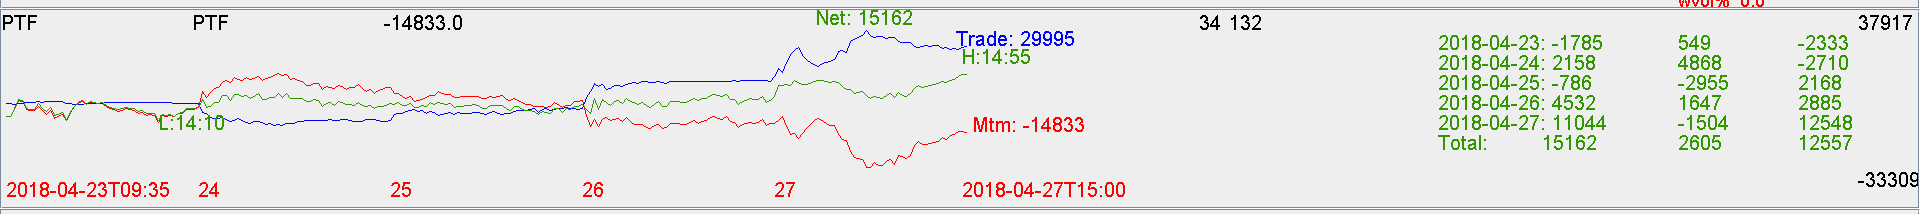 wvol% 0.0
PTF PTF -14833.0 Net: 15162 34 132 37917
Trade: 29995
H:14:55
2018-04-23: -1785 549 -2333
2018-04-24: 2158 4868 -2710
2018-04-25: -786 -2955 2168
2018-04-26: 4532 1647 2885
L:14:10
Mtm: -14833
2018-04-27: 11044 -1504 12548
Total: 15162 2605 12557
2018-04-23T09:35 24 25 26 27 2018-04-27T15:00
-33309